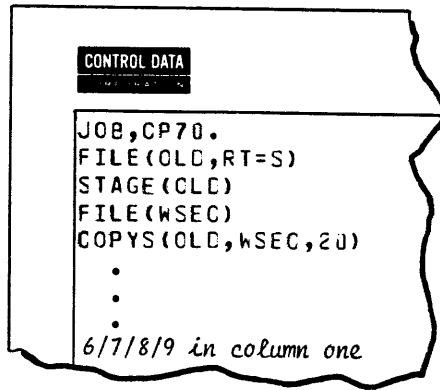 CONTROL DATA
JOB,CP70.
FILE(OLD,RT=S)
STAGE(OLD)
FILE(WSEC)
COPYS(OLD,WSEC,20)
•
•
•
6/7/8/9 in column one